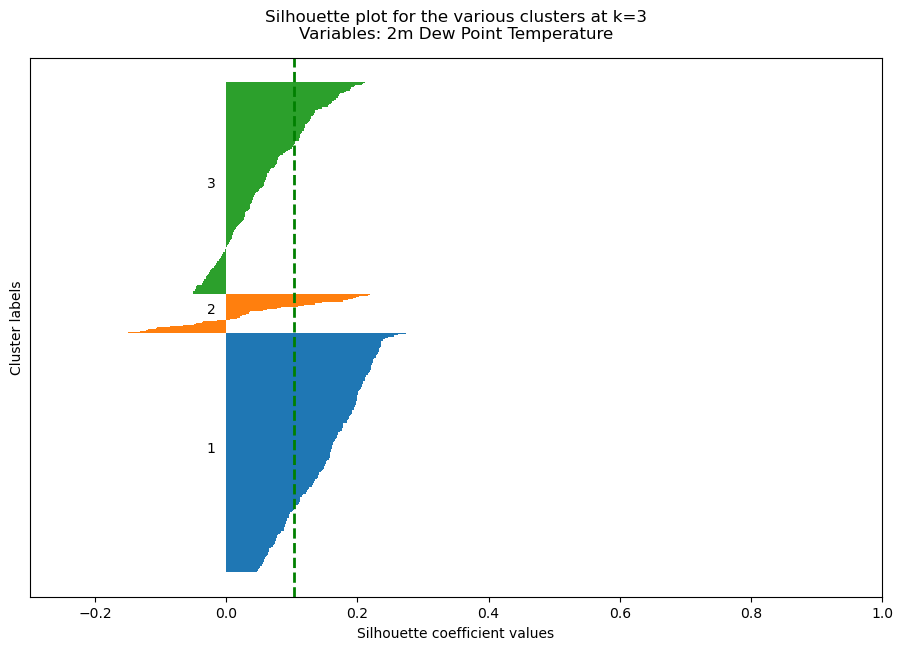 Silhouette plot for the various clusters at k=3
Variables: 2m Dew Point Temperature
Cluster labels
3
2
1
−0.2
0.0
0.2
0.4
0.6
0.8
1.0
Silhouette coefficient values